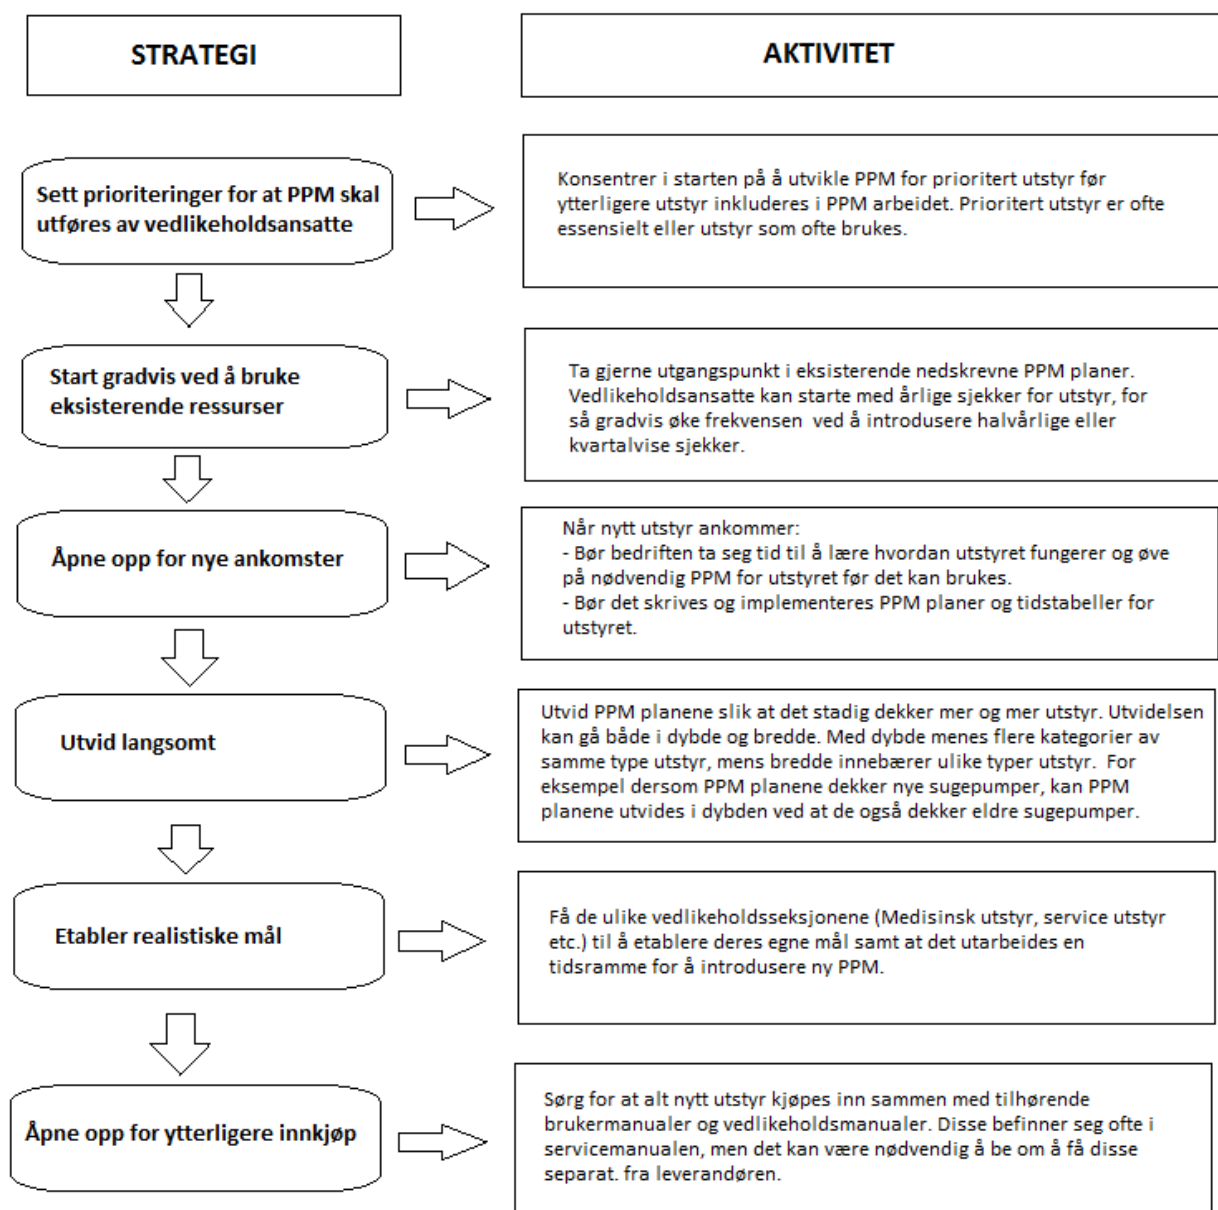 STRATEGI
AKTIVITET
Sett prioriteringer for at PPM skal
utføres av vedlikeholdsansatte
Konsentrer i starten på å utvikle PPM for prioritert utstyr før
ytterligere utstyr inkluderes i PPM arbeidet. Prioritert utstyr er ofte
essensielt eller utstyr som ofte brukes.
Start gradvis ved å bruke
eksisterende ressurser
Ta gjerne utgangspunkt i eksisterende nedskrevne PPM planer.
Vedlikeholdsansatte kan starte med årlige sjekker for utstyr, for
så gradvis øke frekvensen  ved å introdusere halvårlige eller
kvartalvise sjekker.
Åpne opp for nye ankomster
Når nytt utstyr ankommer:
- Bør bedriften ta seg tid til å lære hvordan utstyret fungerer og øve
på nødvendig PPM for utstyret før det kan brukes.
- Bør det skrives og implementeres PPM planer og tidstabeller for
utstyret.
Utvid langsomt
Utvid PPM planene slik at det stadig dekker mer og mer utstyr. Utvidelsen
kan gå både i dybde og bredde. Med dybde menes flere kategorier av
samme type utstyr, mens bredde innebærer ulike typer utstyr.  For
eksempel dersom PPM planene dekker nye sugepumper, kan PPM
planene utvides i dybden ved at de også dekker eldre sugepumper.
Etabler realistiske mål
Få de ulike vedlikeholdsseksjonene (Medisinsk utstyr, service utstyr
etc.) til å etablere deres egne mål samt at det utarbeides en
tidsramme for å introdusere ny PPM.
Åpne opp for ytterligere innkjøp
Sørg for at alt nytt utstyr kjøpes inn sammen med tilhørende
brukermanualer og vedlikeholdsmanualer. Disse befinner seg ofte i
servicemanualen, men det kan være nødvendig å be om å få disse
separat. fra leverandøren.